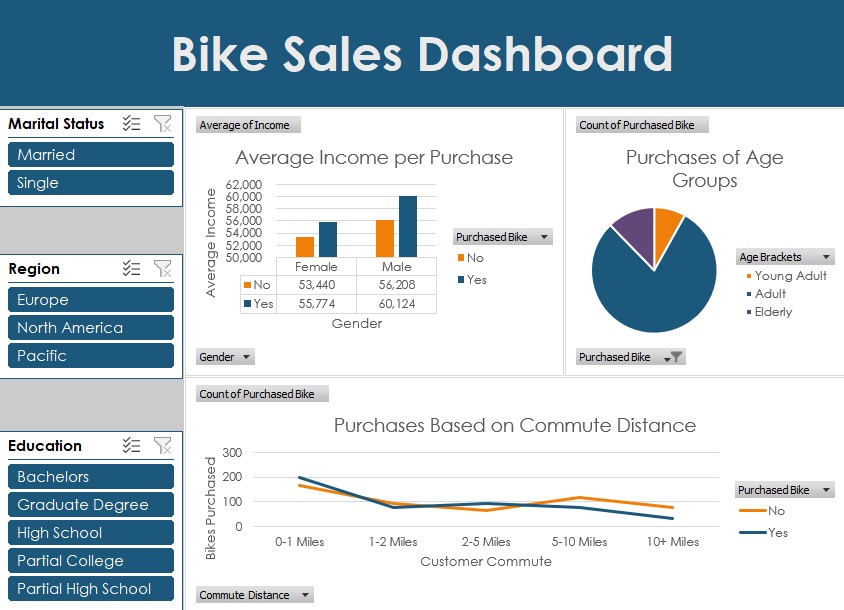 Bike Sales Dashboard
Marital Status
Married
Single
Region
Europe
North America
Pacific
Education
Bachelors
Graduate Degree
High School
Partial College
Partial High School
Average of Income
Average Income per Purchase
Average Income
62,000
60,000
58,000
56,000
54,000
52,000
50,000
Female Male
No 53,440 56,208
Yes 55,774 60,124
Gender
Purchased Bike
No
Yes
Gender
Count of Purchased Bike
Purchases of Age
Groups
Age Brackets
Young Adult
Adult
Elderly
Purchased Bike
Count of Purchased Bike
Purchases Based on Commute Distance
Bikes Purchased
300
200
100
0
0-1 Miles 1-2 Miles 2-5 Miles 5-10 Miles 10+ Miles
Customer Commute
Purchased Bike
No
Yes
Commute Distance